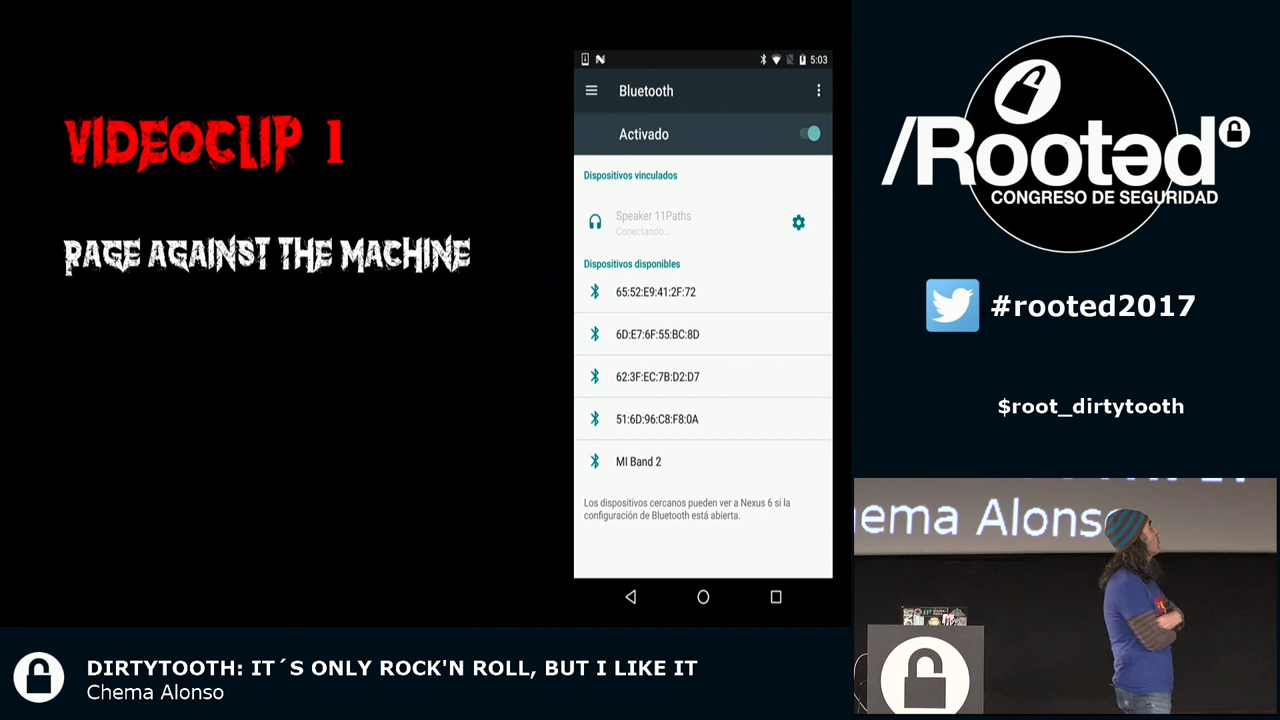 VIDEOCLIP 1
RAGE AGAINST THE MACHINE
5:03
Bluetooth
Activado
Dispositivos vinculados
Speaker 11Paths
Conectando...
Dispositivos disponibles
65:52:E9:41:2F:72
6D:E7:6F:55:BC:8D
62:3F:EC:7B:D2:D7
51:6D:96:C8:F8:0A
MI Band 2
Los dispositivos cercanos pueden ver a Nexus 6 si la
configuración de Bluetooth está abierta.
/Rootəd
CONGRESO DE SEGURIDAD
#rooted2017
$root_dirtytooth
hema Alonso
DIRTYTOOTH: IT´S ONLY ROCK'N ROLL, BUT I LIKE IT
Chema Alonso